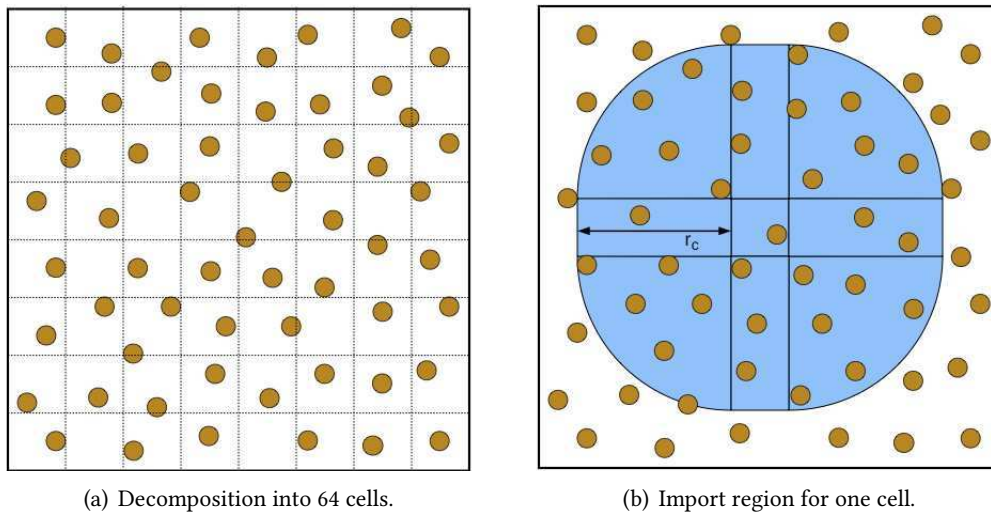 r_c
(a) Decomposition into 64 cells.
(b) Import region for one cell.